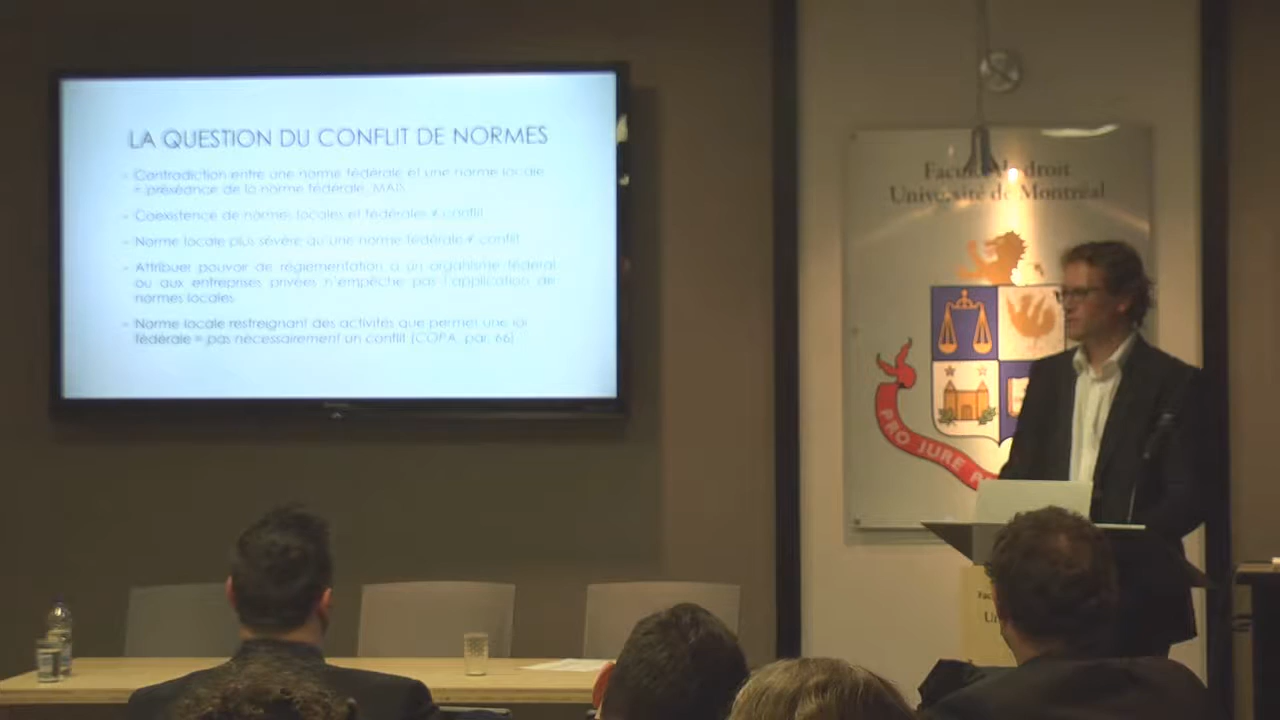 LA QUESTION DU CONFLIT DE NORMES
- Contradiction entre une norme fédérale et une norme locale
= préséance de la norme fédérale, MAIS
- Coexistence de normes locales et fédérales ≠ conflit
- Norme locale plus sévère qu'une norme fédérale ≠ conflit
- Attribuer pouvoir de réglementation à un organisme fédéral
ou aux entreprises privées n'empêche pas l'application de
normes locales
- Norme locale restreignant des activités que permet une loi
fédérale = pas nécessairement un conflit (COPA, par. 66)
Faculté de droit
Université de Montréal
PRO JURE